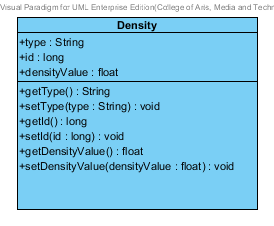 Visual Paradigm for UML Enterprise Edition(College of Arts, Media and Techn
Density
+type : String
+id : long
+densityValue : float
+getType() : String
+setType(type : String) : void
+getId() : long
+setId(id : long) : void
+getDensityValue() : float
+setDensityValue(densityValue : float) : void